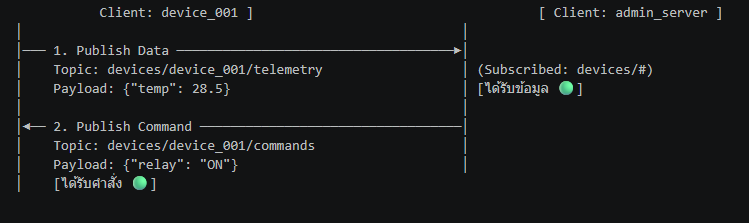 Client: device_001 ] [ Client: admin_server ]
1. Publish Data
Topic: devices/device_001/telemetry (Subscribed: devices/#)
Payload: {"temp": 28.5} [ได้รับข้อมูล 🟢]
2. Publish Command
Topic: devices/device_001/commands
Payload: {"relay": "ON"}
[ได้รับคำสั่ง 🟢]